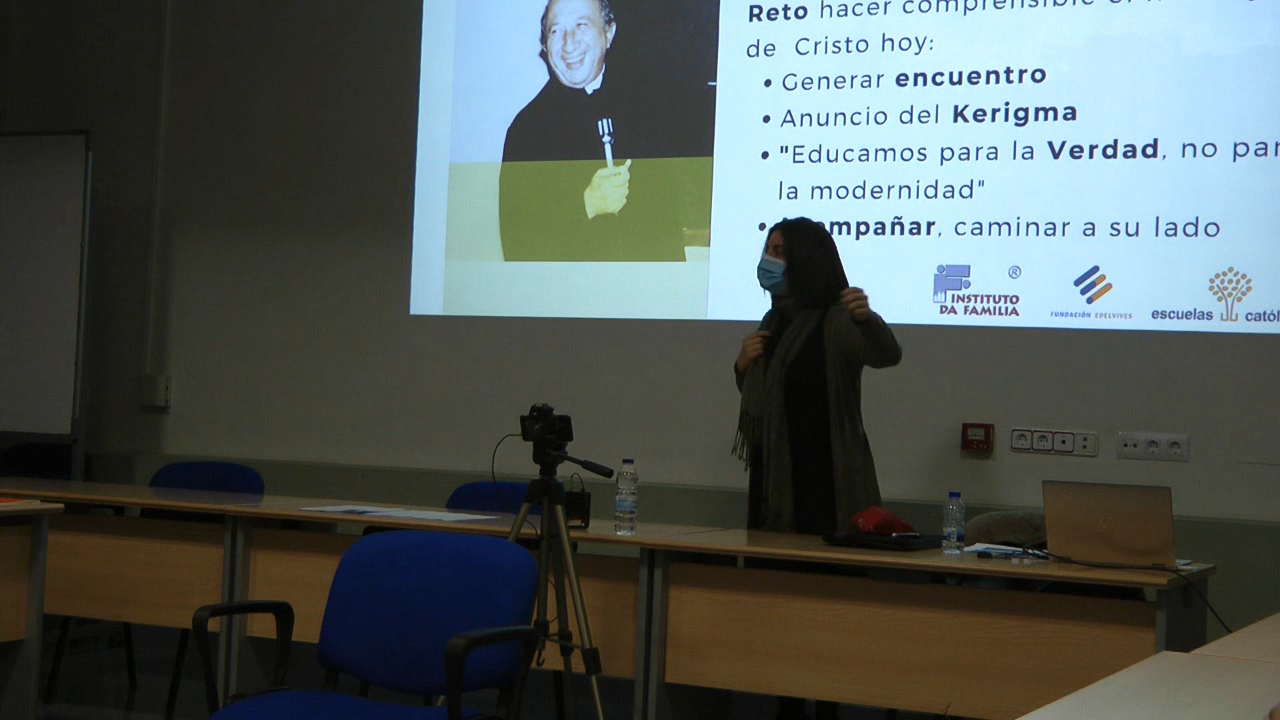 Reto hacer comprensible
de Cristo hoy:
• Generar encuentro
• Anuncio del Kerigma
• "Educamos para la Verdad, no
la modernidad"
• caminar a su lado
INSTITUTO
DA FAMILIA
®
FUNDACIÓN EDELVIVES
escuelas